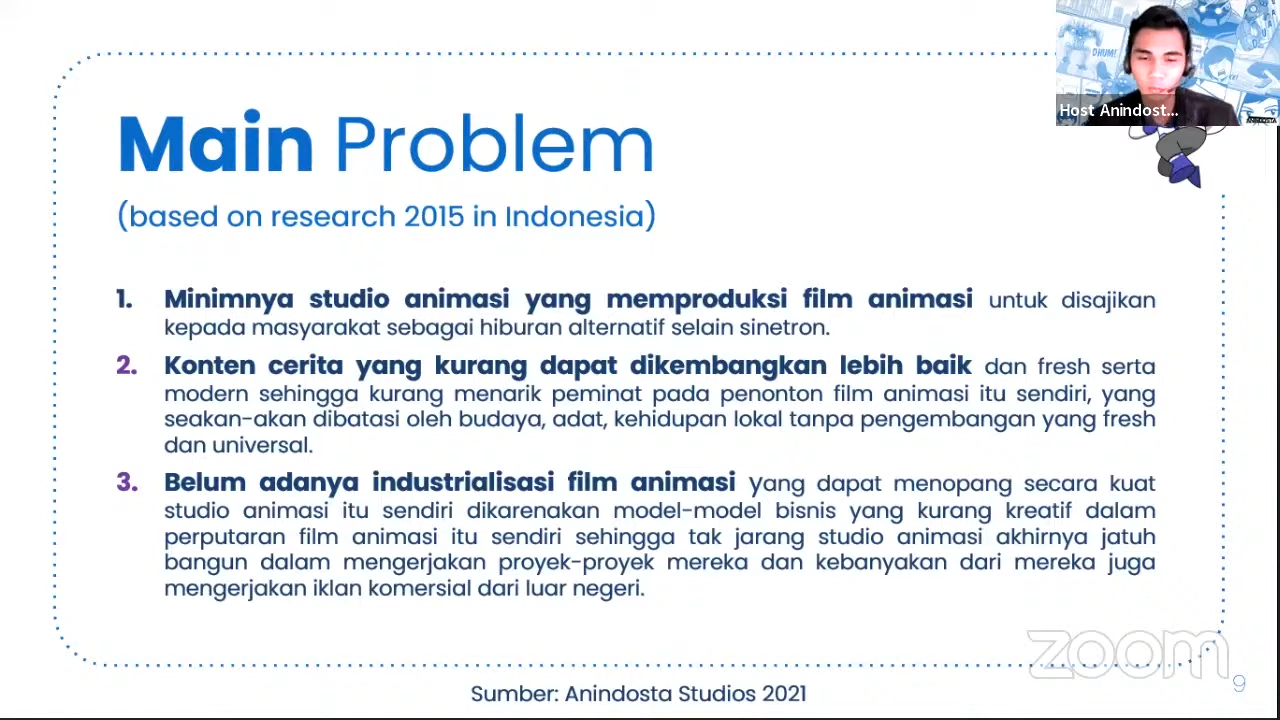 Host Anindost...
DHUM!
ANINDOSTA
Main Problem
(based on research 2015 in Indonesia)
1. Minimnya studio animasi yang memproduksi film animasi untuk disajikan
kepada masyarakat sebagai hiburan alternatif selain sinetron.
2. Konten cerita yang kurang dapat dikembangkan lebih baik dan fresh serta
modern sehingga kurang menarik peminat pada penonton film animasi itu sendiri, yang
seakan-akan dibatasi oleh budaya, adat, kehidupan lokal tanpa pengembangan yang fresh
dan universal.
3. Belum adanya industrialisasi film animasi yang dapat menopang secara kuat
studio animasi itu sendiri dikarenakan model-model bisnis yang kurang kreatif dalam
perputaran film animasi itu sendiri sehingga tak jarang studio animasi akhirnya jatuh
bangun dalam mengerjakan proyek-proyek mereka dan kebanyakan dari mereka juga
mengerjakan iklan komersial dari luar negeri.
zoom
9
Sumber: Anindosta Studios 2021